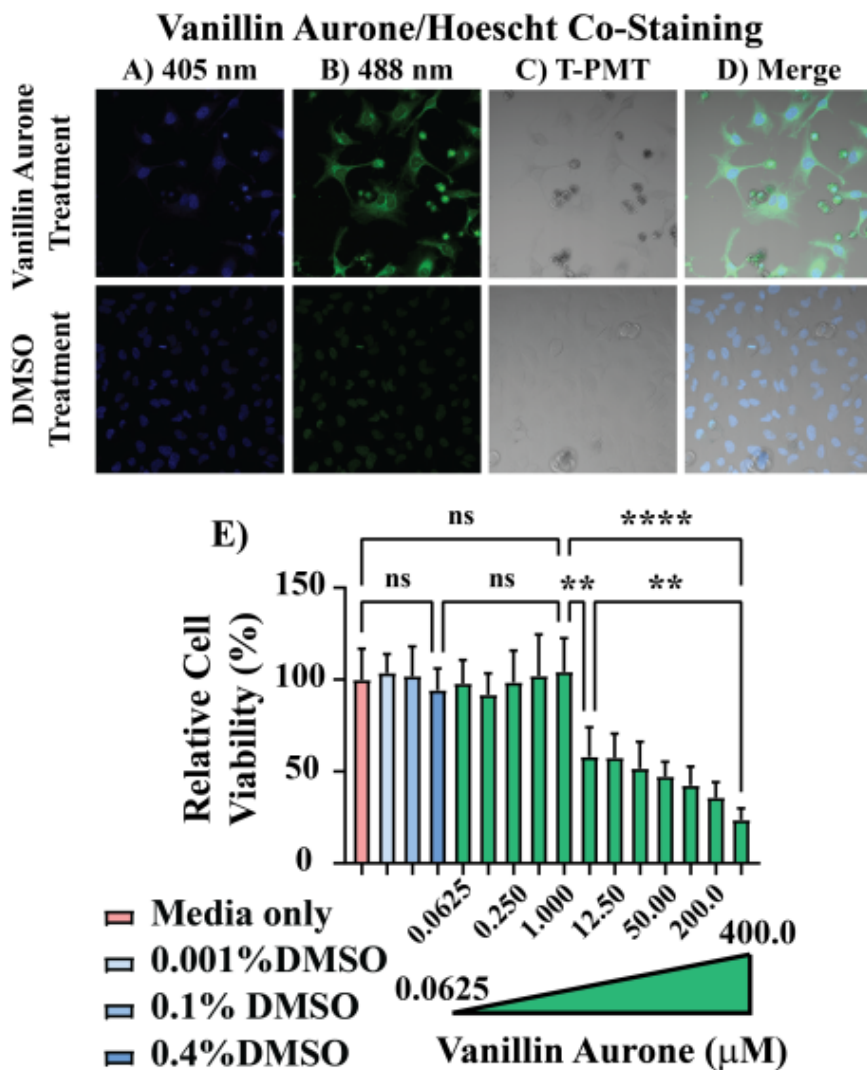 Vanillin Aurone/Hoescht Co-Staining
A) 405 nm
B) 488 nm
C) T-PMT
D) Merge
Vanillin Aurone
Treatment
DMSO
Treatment
E)
ns
****
ns
ns
**
**
Relative Cell
Viability (%)
150
100
50
0
0.0625
0.250
1.000
12.50
50.00
200.0
400.0
0.0625
Vanillin Aurone (μM)
Media only
0.001%DMSO
0.1% DMSO
0.4%DMSO